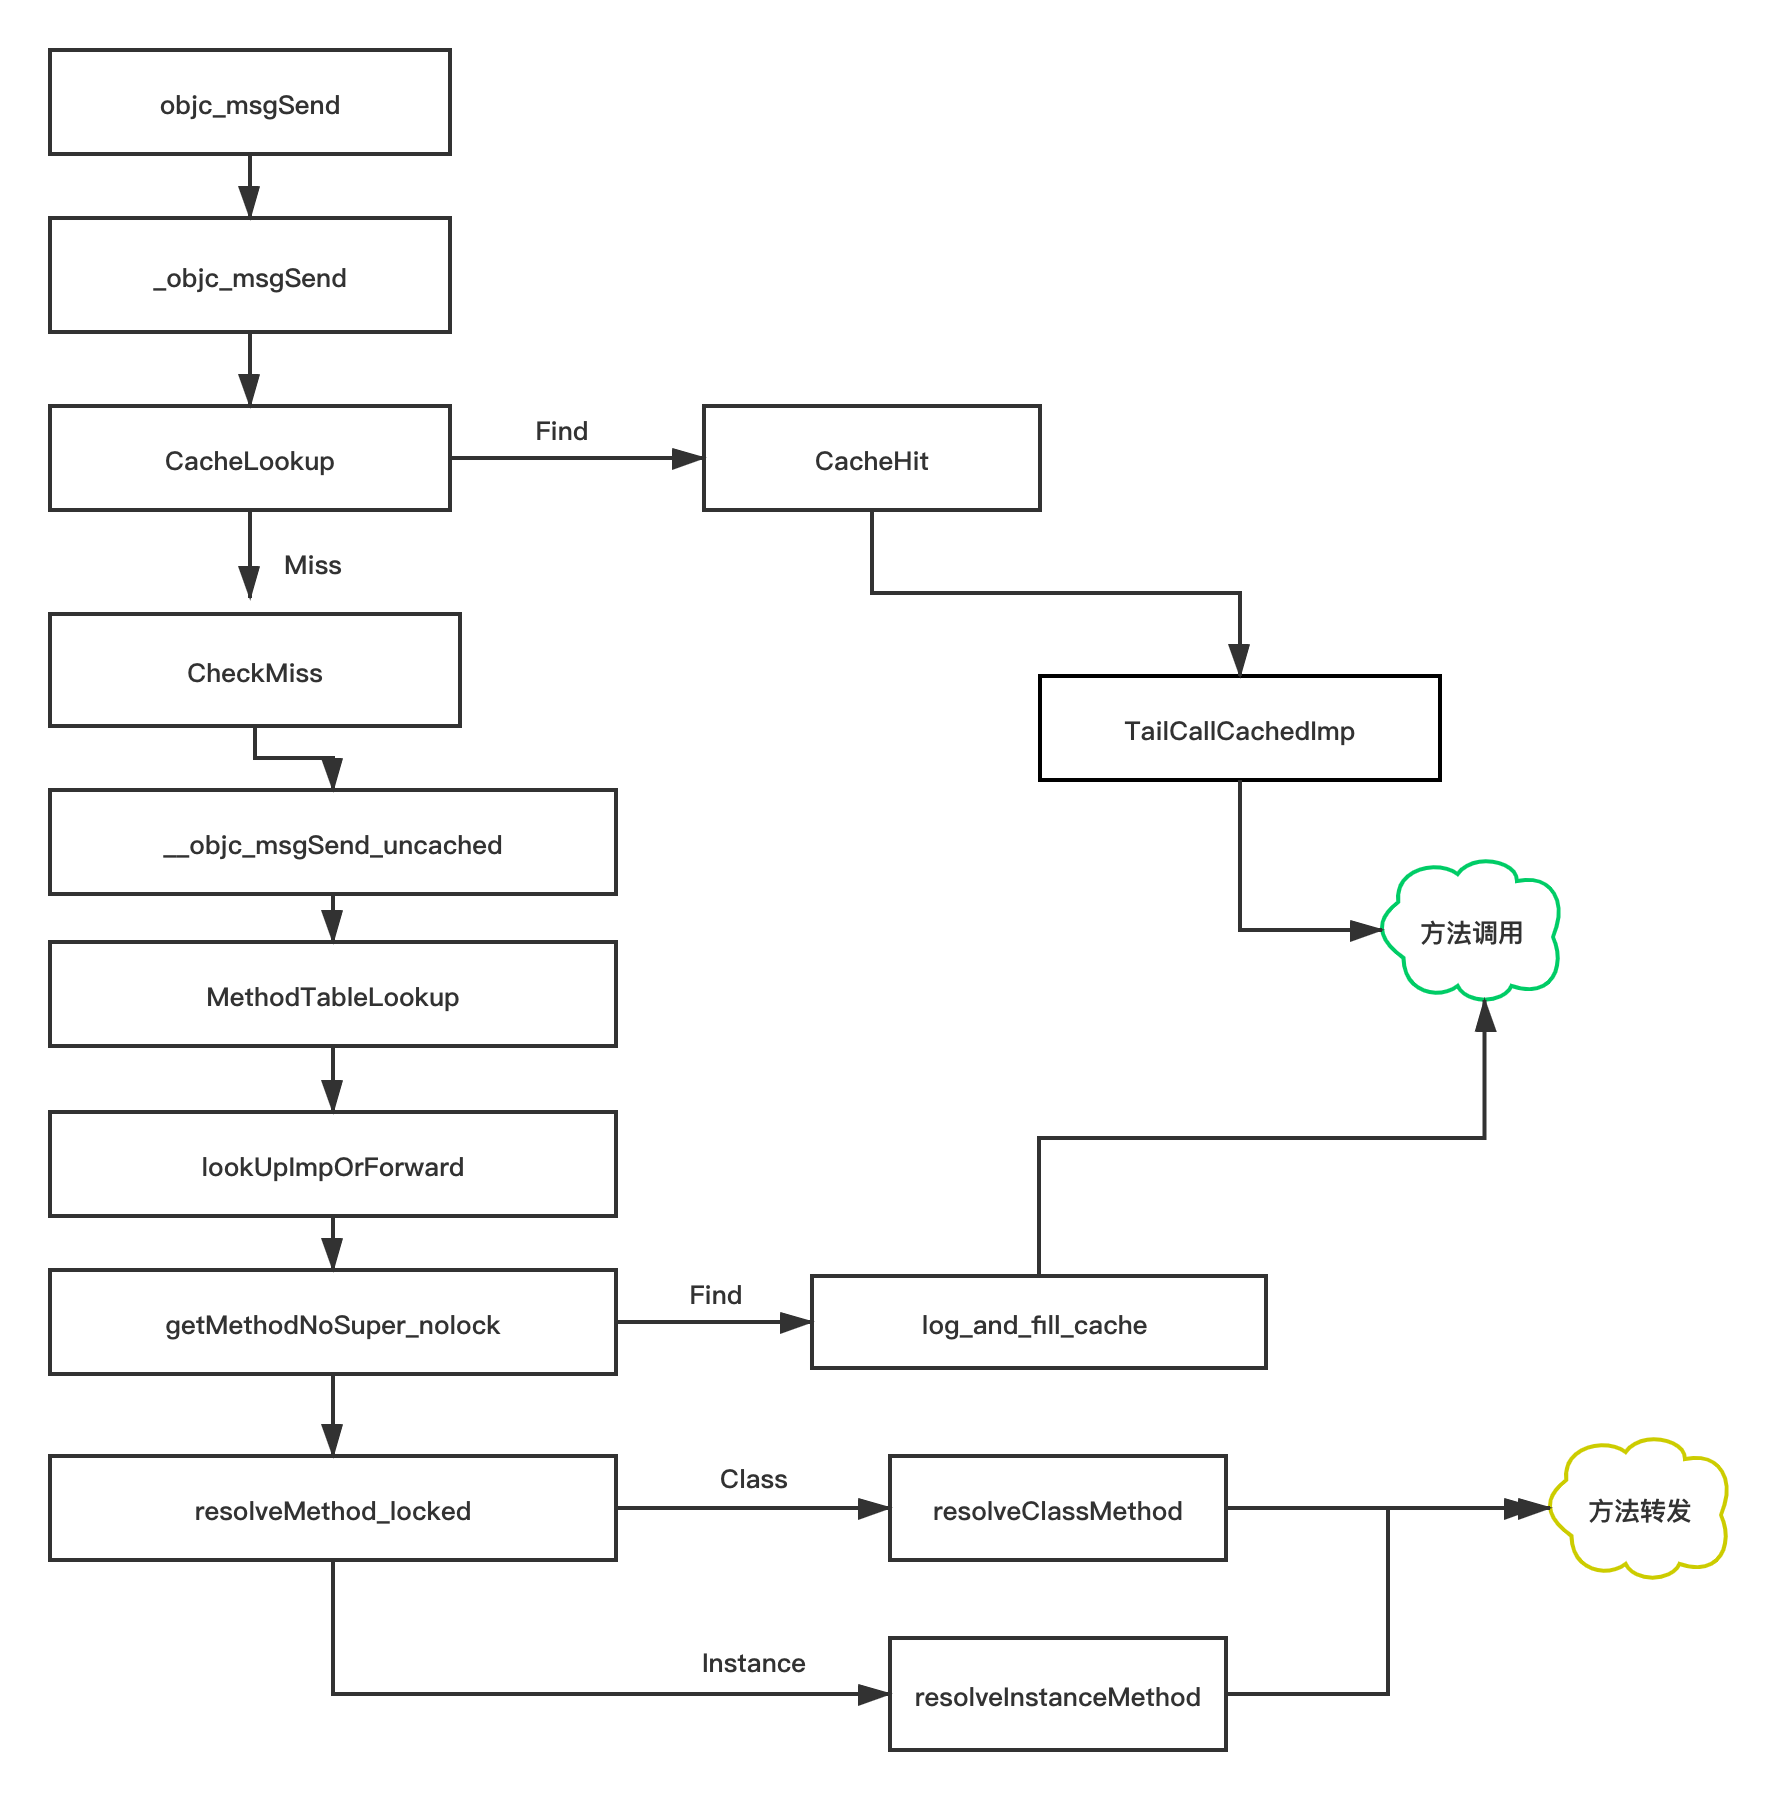 objc_msgSend
_objc_msgSend
CacheLookup
Find
CacheHit
Miss
CheckMiss
TailCallCachedImp
__objc_msgSend_uncached
方法调用
MethodTableLookup
lookUpImpOrForward
getMethodNoSuper_nolock
Find
log_and_fill_cache
resolveMethod_locked
Class
resolveClassMethod
方法转发
Instance
resolveInstanceMethod